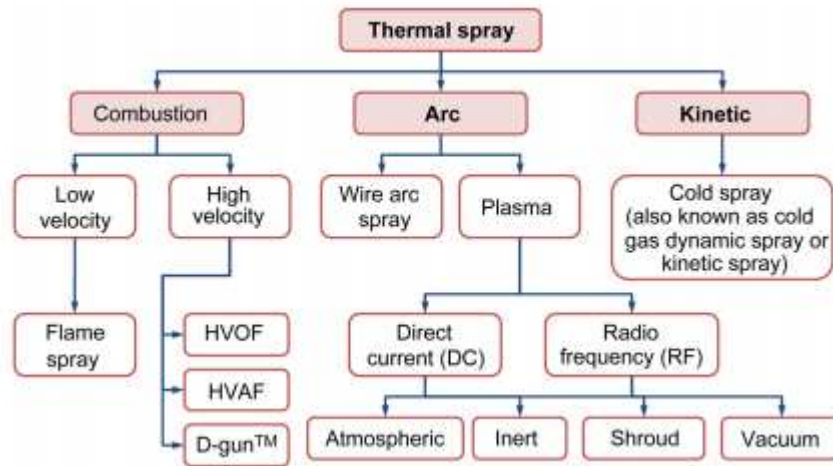 Thermal spray
Combustion
Arc
Kinetic
Low
velocity
High
velocity
Wire arc
spray
Plasma
Cold spray
(also known as cold
gas dynamic spray or
kinetic spray)
Flame
spray
HVOF
HVAF
D-gun™
Direct
current (DC)
Radio
frequency (RF)
Atmospheric
Inert
Shroud
Vacuum